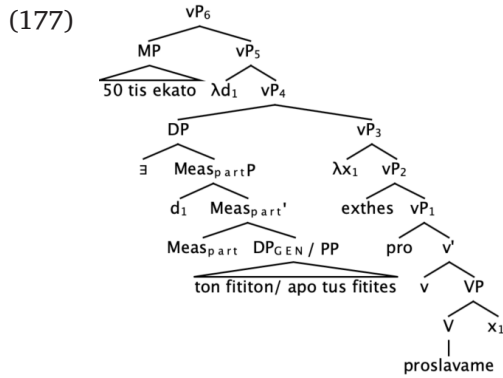 (177) vP₆
MP vP₅
50 tis ekato λd₁ vP₄
DP vP₃
∃ MeasₚₐᵣₜP λx₁ vP₂
d₁ Measₚₐᵣₜ' exthes vP₁
Measₚₐᵣₜ DP_GEN / PP pro v'
ton fititon/ apo tus fitites v VP
V x₁
proslavame